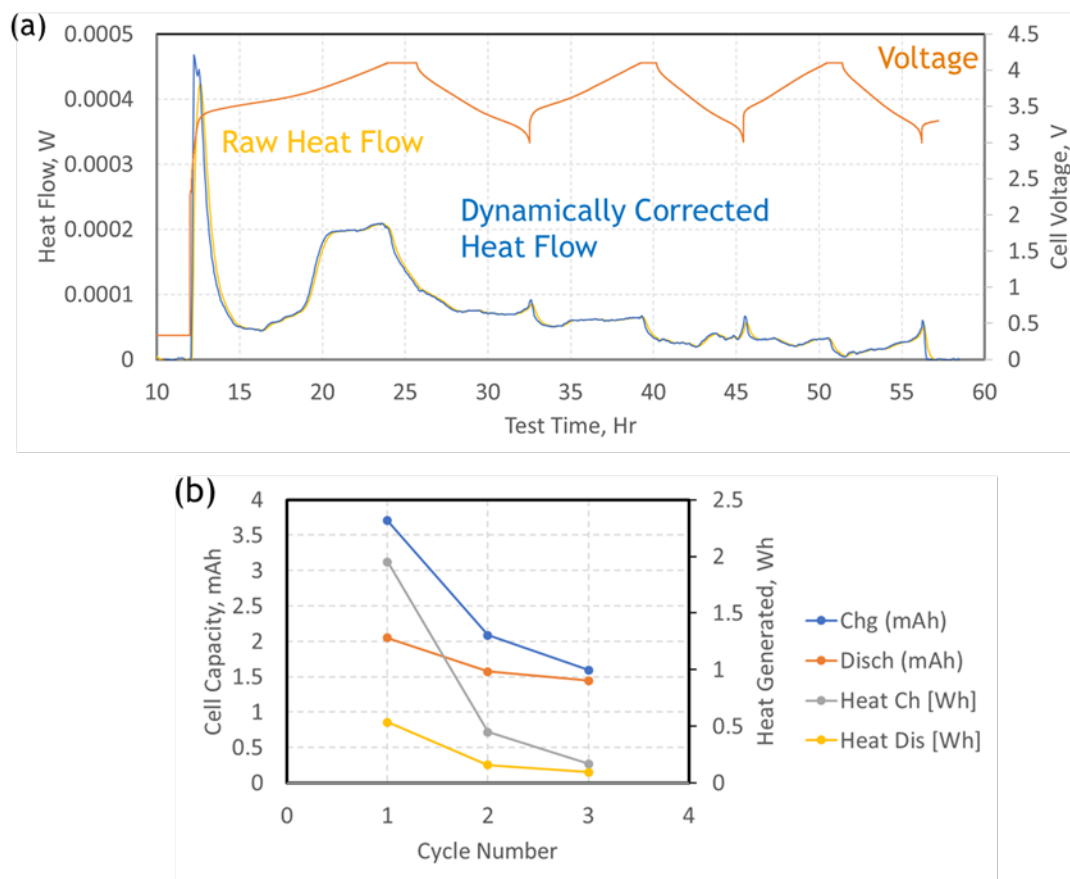 (a)
0.0005
0.0004
0.0003
0.0002
0.0001
0
Heat Flow, W
4.5
4
3.5
3
2.5
2
1.5
1
0.5
0
Cell Voltage, V
Voltage
Raw Heat Flow
Dynamically Corrected
Heat Flow
10 15 20 25 30 35 40 45 50 55 60
Test Time, Hr
(b)
4
3.5
3
2.5
2
1.5
1
0.5
0
Cell Capacity, mAh
2.5
2
1.5
1
0.5
0
Heat Generated, Wh
0 1 2 3 4
Cycle Number
Chg (mAh)
Disch (mAh)
Heat Ch [Wh]
Heat Dis [Wh]